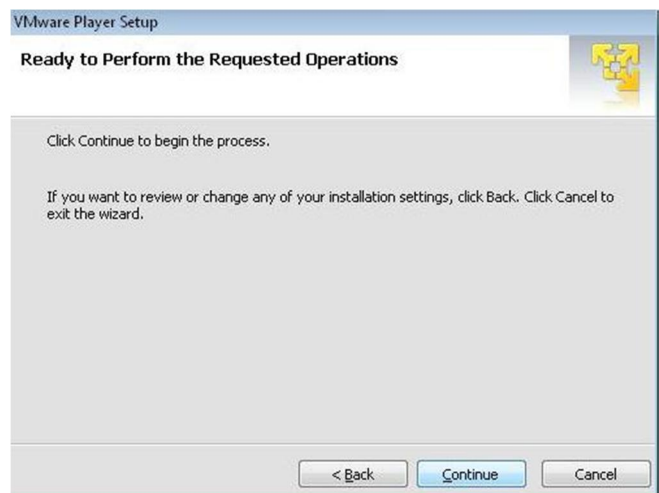 VMware Player Setup
Ready to Perform the Requested Operations
Click Continue to begin the process.
If you want to review or change any of your installation settings, click Back. Click Cancel to
exit the wizard.
< Back
Continue
Cancel